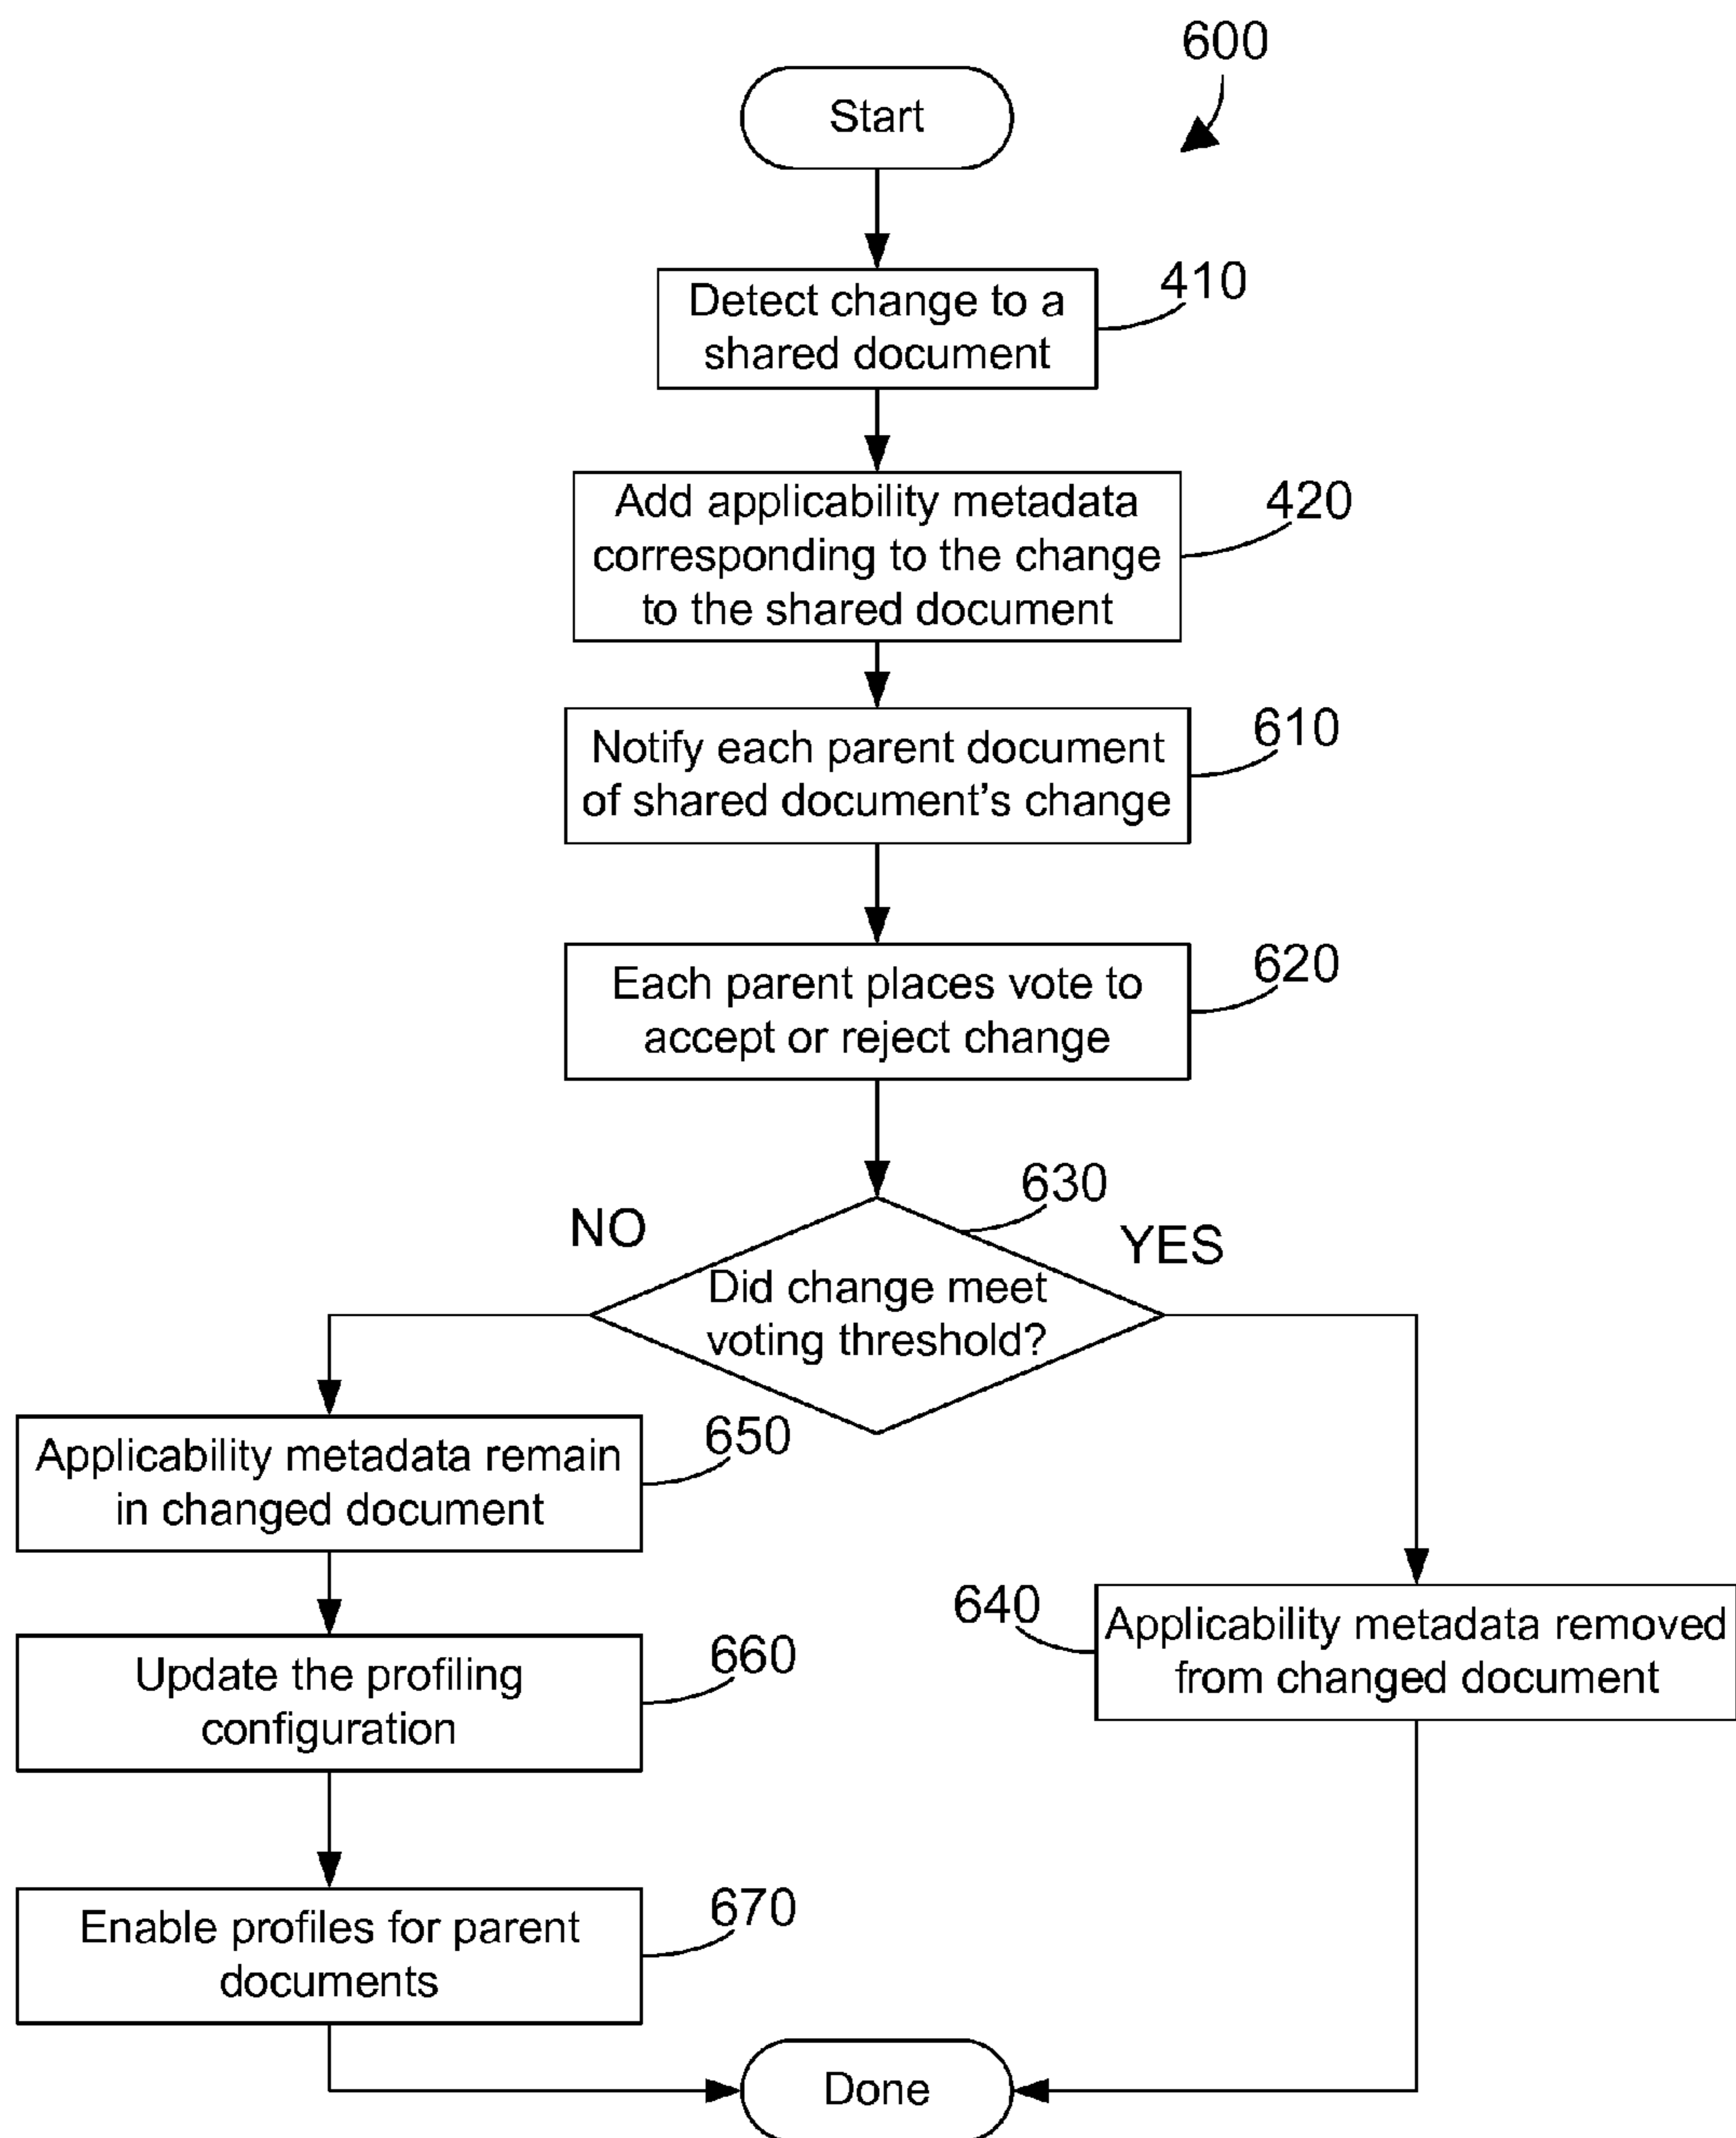 600
Start
Detect change to a
shared document
410
Add applicability metadata
corresponding to the change
to the shared document
420
Notify each parent document
of shared document's change
610
Each parent places vote to
accept or reject change
620
630
NO
YES
Did change meet
voting threshold?
Applicability metadata remain
in changed document
650
640
Applicability metadata removed
from changed document
Update the profiling
configuration
660
Enable profiles for parent
documents
670
Done